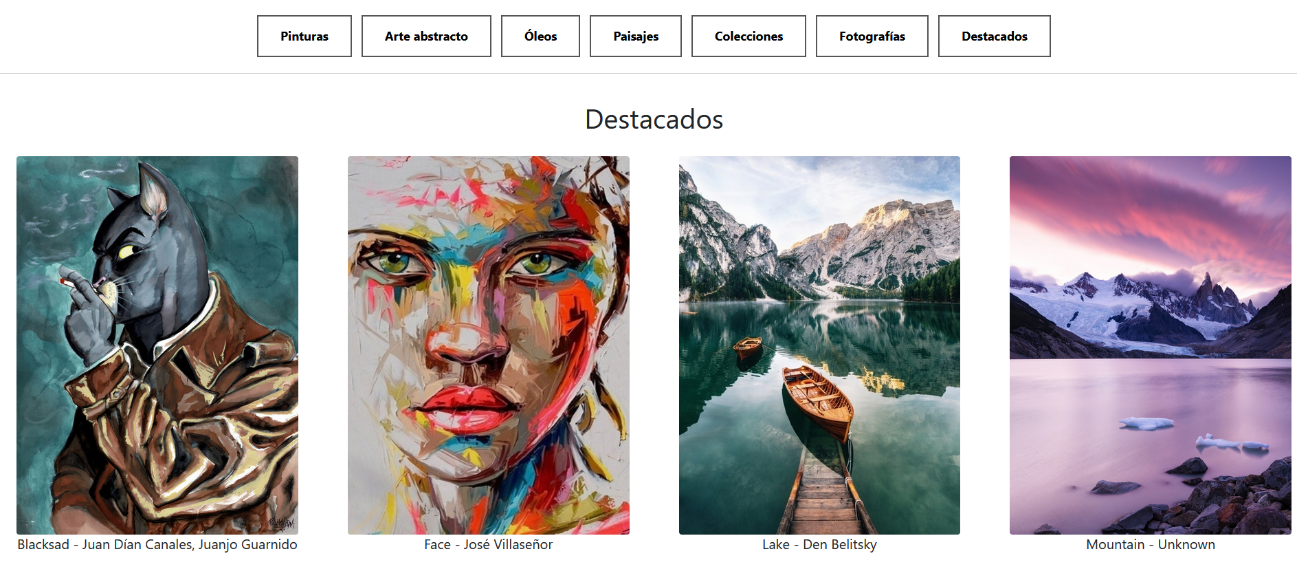 Pinturas
Arte abstracto
Óleos
Paisajes
Colecciones
Fotografías
Destacados
Destacados
Blacksad - Juan Dían Canales, Juanjo Guarnido
Face - José Villaseñor
Lake - Den Belitsky
Mountain - Unknown